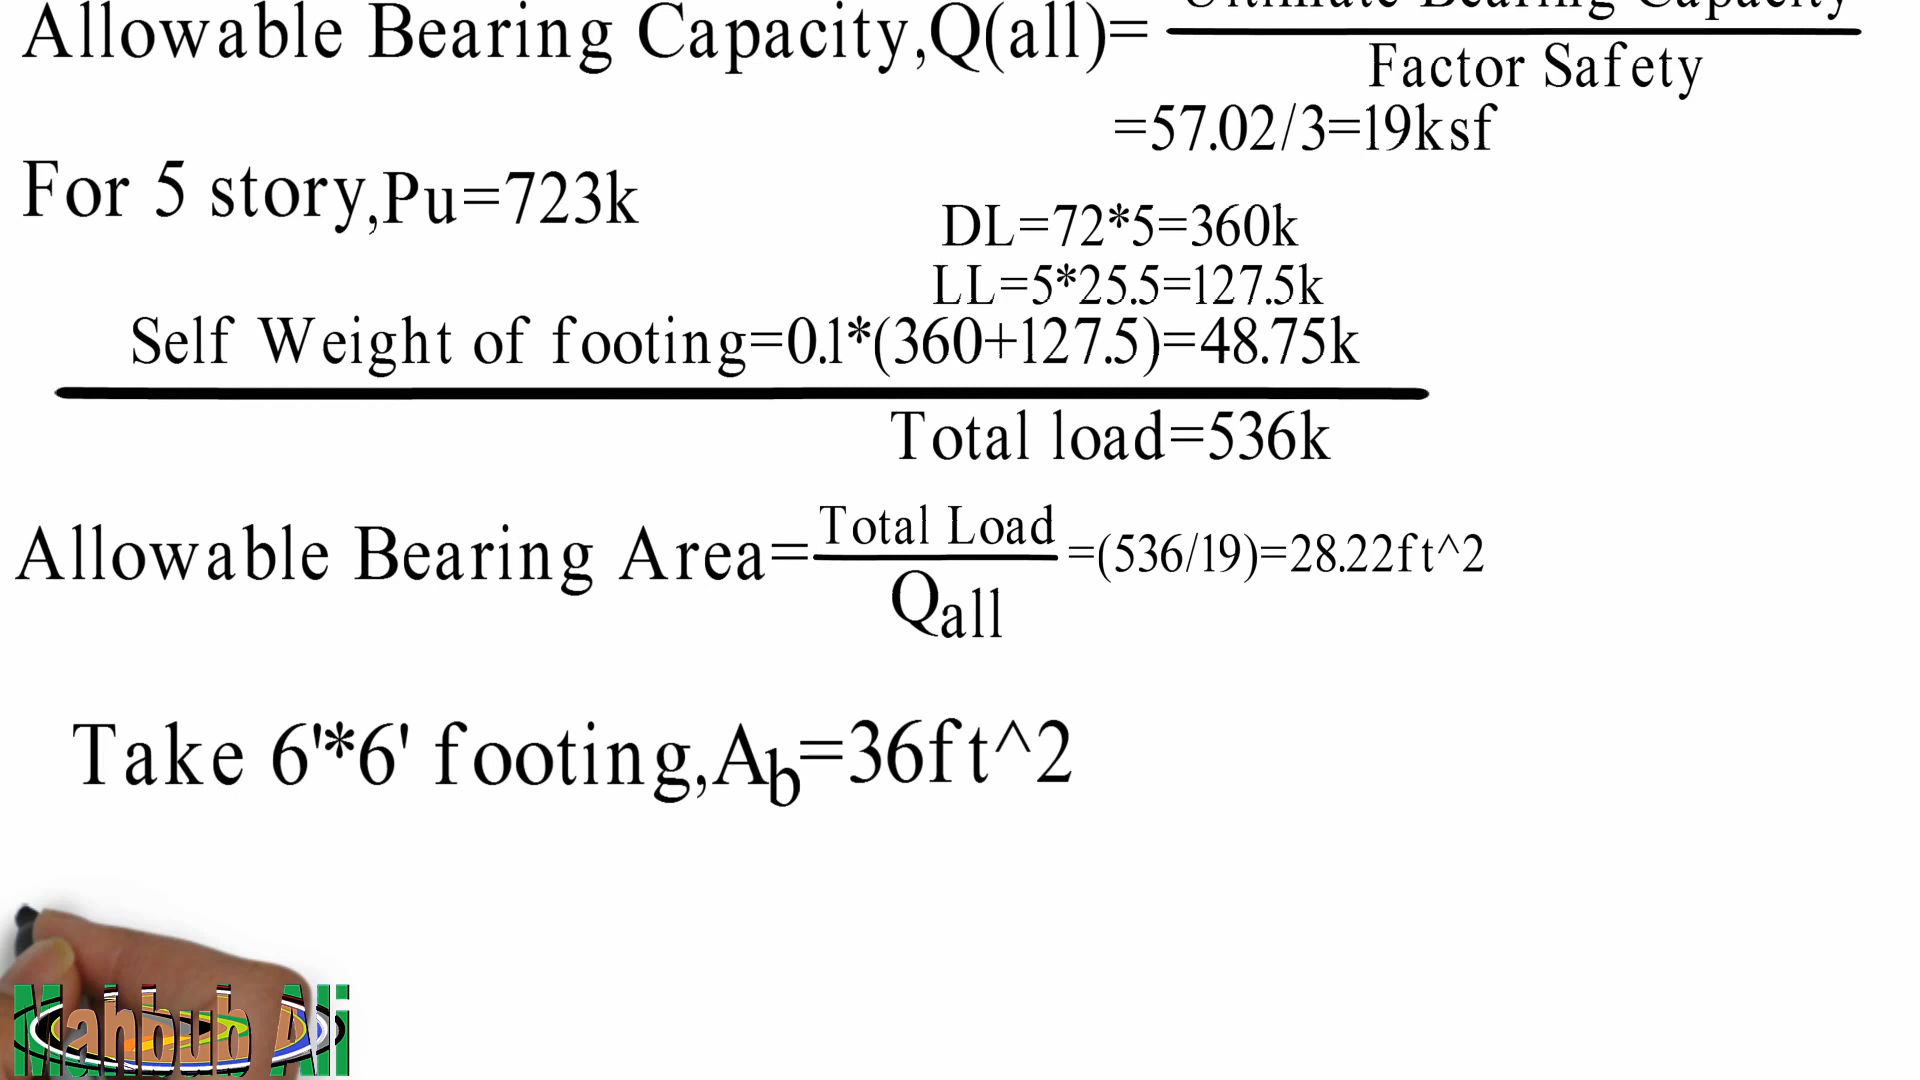 Ultimate Bearing Capacity
Allowable Bearing Capacity,Q(all)=
Factor Safety
=57.02/3=19ksf
For 5 story,Pu=723k
DL=72*5=360k
LL=5*25.5=127.5k
Self Weight of footing=0.1*(360+127.5)=48.75k
Total load=536k
Allowable Bearing Area=Total Load=(536/19)=28.22ft^2
Qall
Take 6'*6' footing,Ab=36ft^2
Mahbub Ali